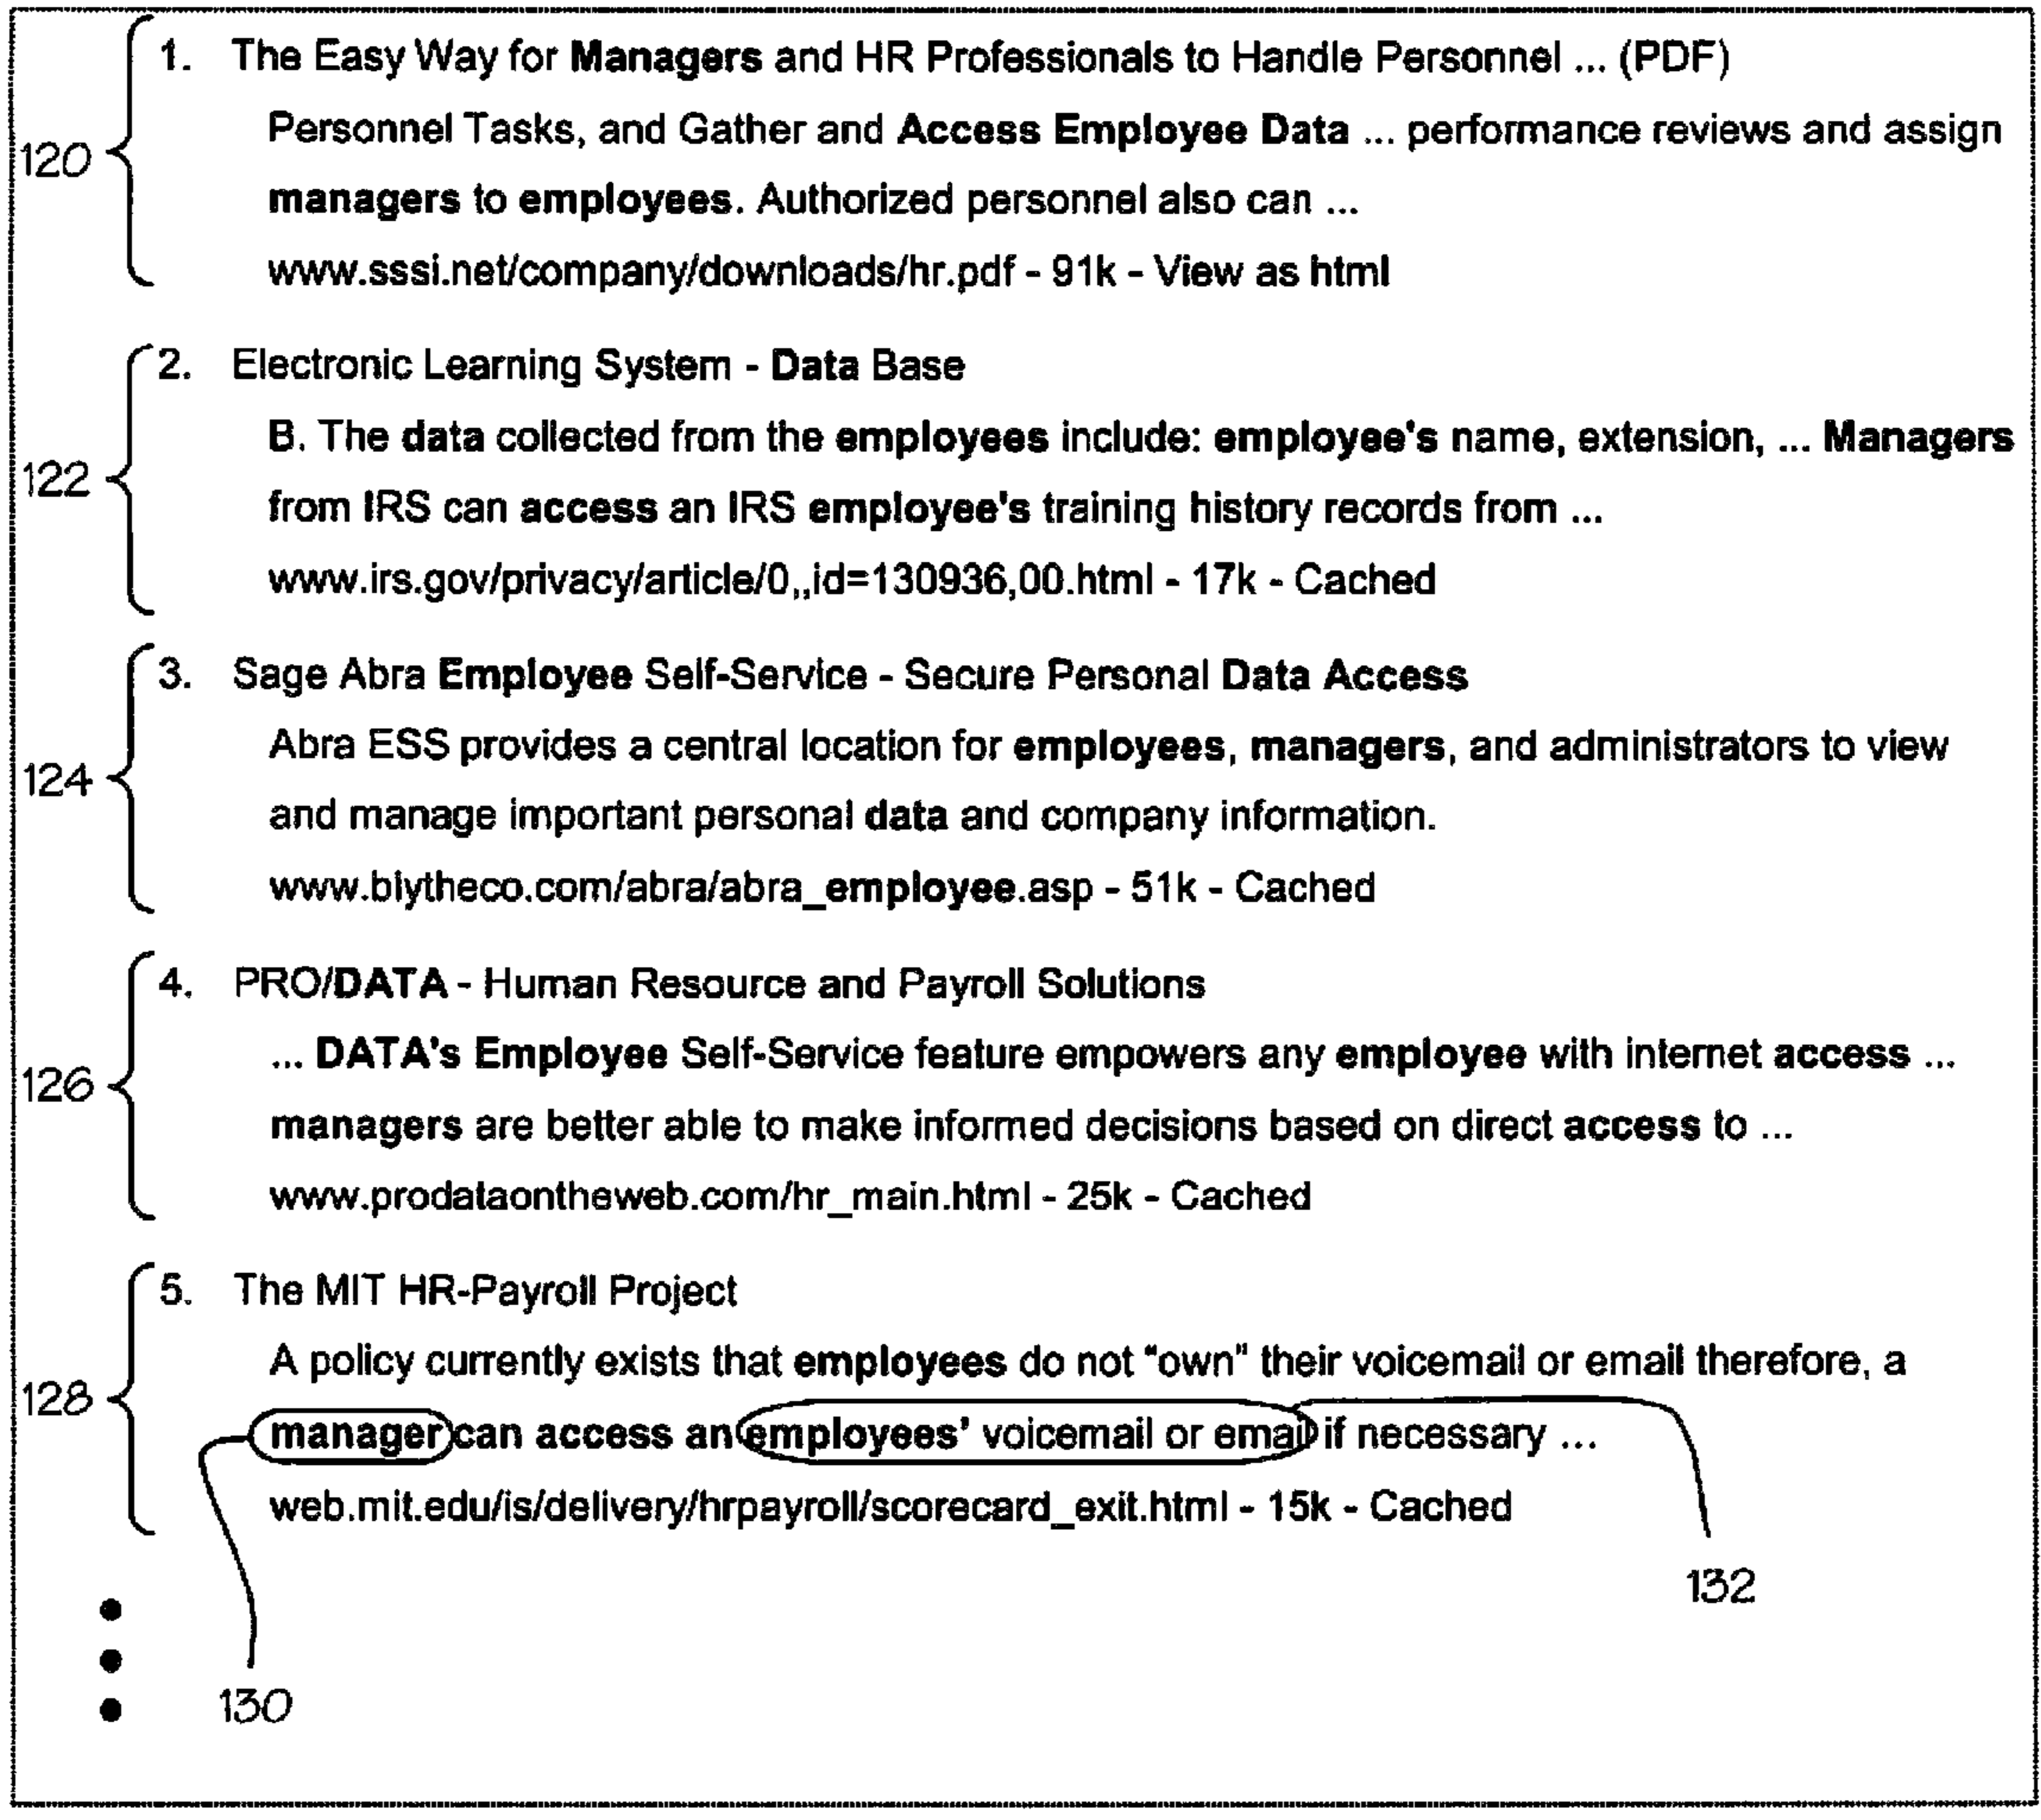 1. The Easy Way for Managers and HR Professionals to Handle Personnel ... (PDF)
Personnel Tasks, and Gather and Access Employee Data ... performance reviews and assign
120
managers to employees. Authorized personnel also can ...
www.sssi.net/company/downloads/hr.pdf - 91k - View as html
2. Electronic Learning System - Data Base
B. The data collected from the employees include: employee's name, extension, ... Managers
122
from IRS can access an IRS employee's training history records from ...
www.irs.gov/privacy/article/0,,id=130936,00.html - 17k - Cached
3. Sage Abra Employee Self-Service - Secure Personal Data Access
Abra ESS provides a central location for employees, managers, and administrators to view
124
and manage important personal data and company information.
www.blytheco.com/abra/abra_employee.asp - 51k - Cached
4. PRO/DATA - Human Resource and Payroll Solutions
... DATA's Employee Self-Service feature empowers any employee with internet access ...
126
managers are better able to make informed decisions based on direct access to ...
www.prodataontheweb.com/hr_main.html - 25k - Cached
5. The MIT HR-Payroll Project
A policy currently exists that employees do not "own" their voicemail or email therefore, a
128
manager can access an employees' voicemail or email if necessary ...
web.mit.edu/is/delivery/hrpayroll/scorecard_exit.html - 15k - Cached
132
130